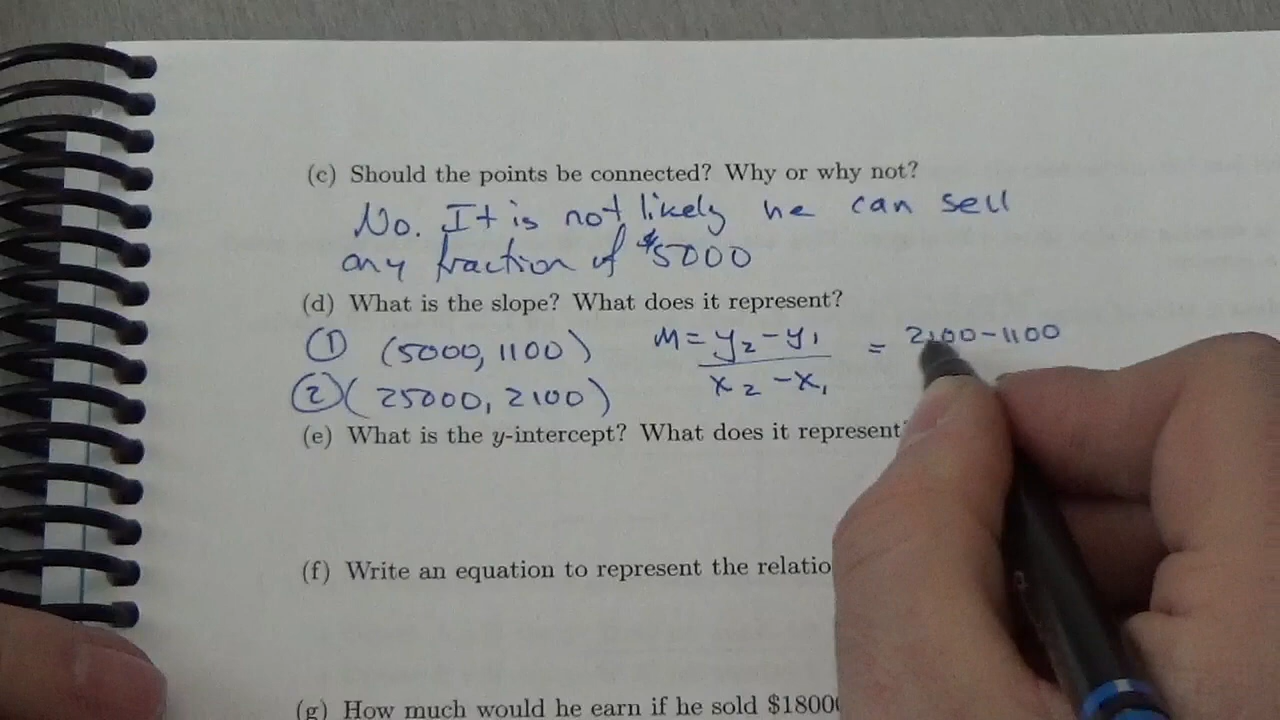 (c) Should the points be connected? Why or why not?
No. It is not likely he can sell
any fraction of $5000
(d) What is the slope? What does it represent?
① (5000, 1100) m = y₂ - y₁ = 2100 - 1100
② (25000, 2100) x₂ - x₁
(e) What is the y-intercept? What does it represent
(f) Write an equation to represent the relatio
(g) How much would he earn if he sold $1800